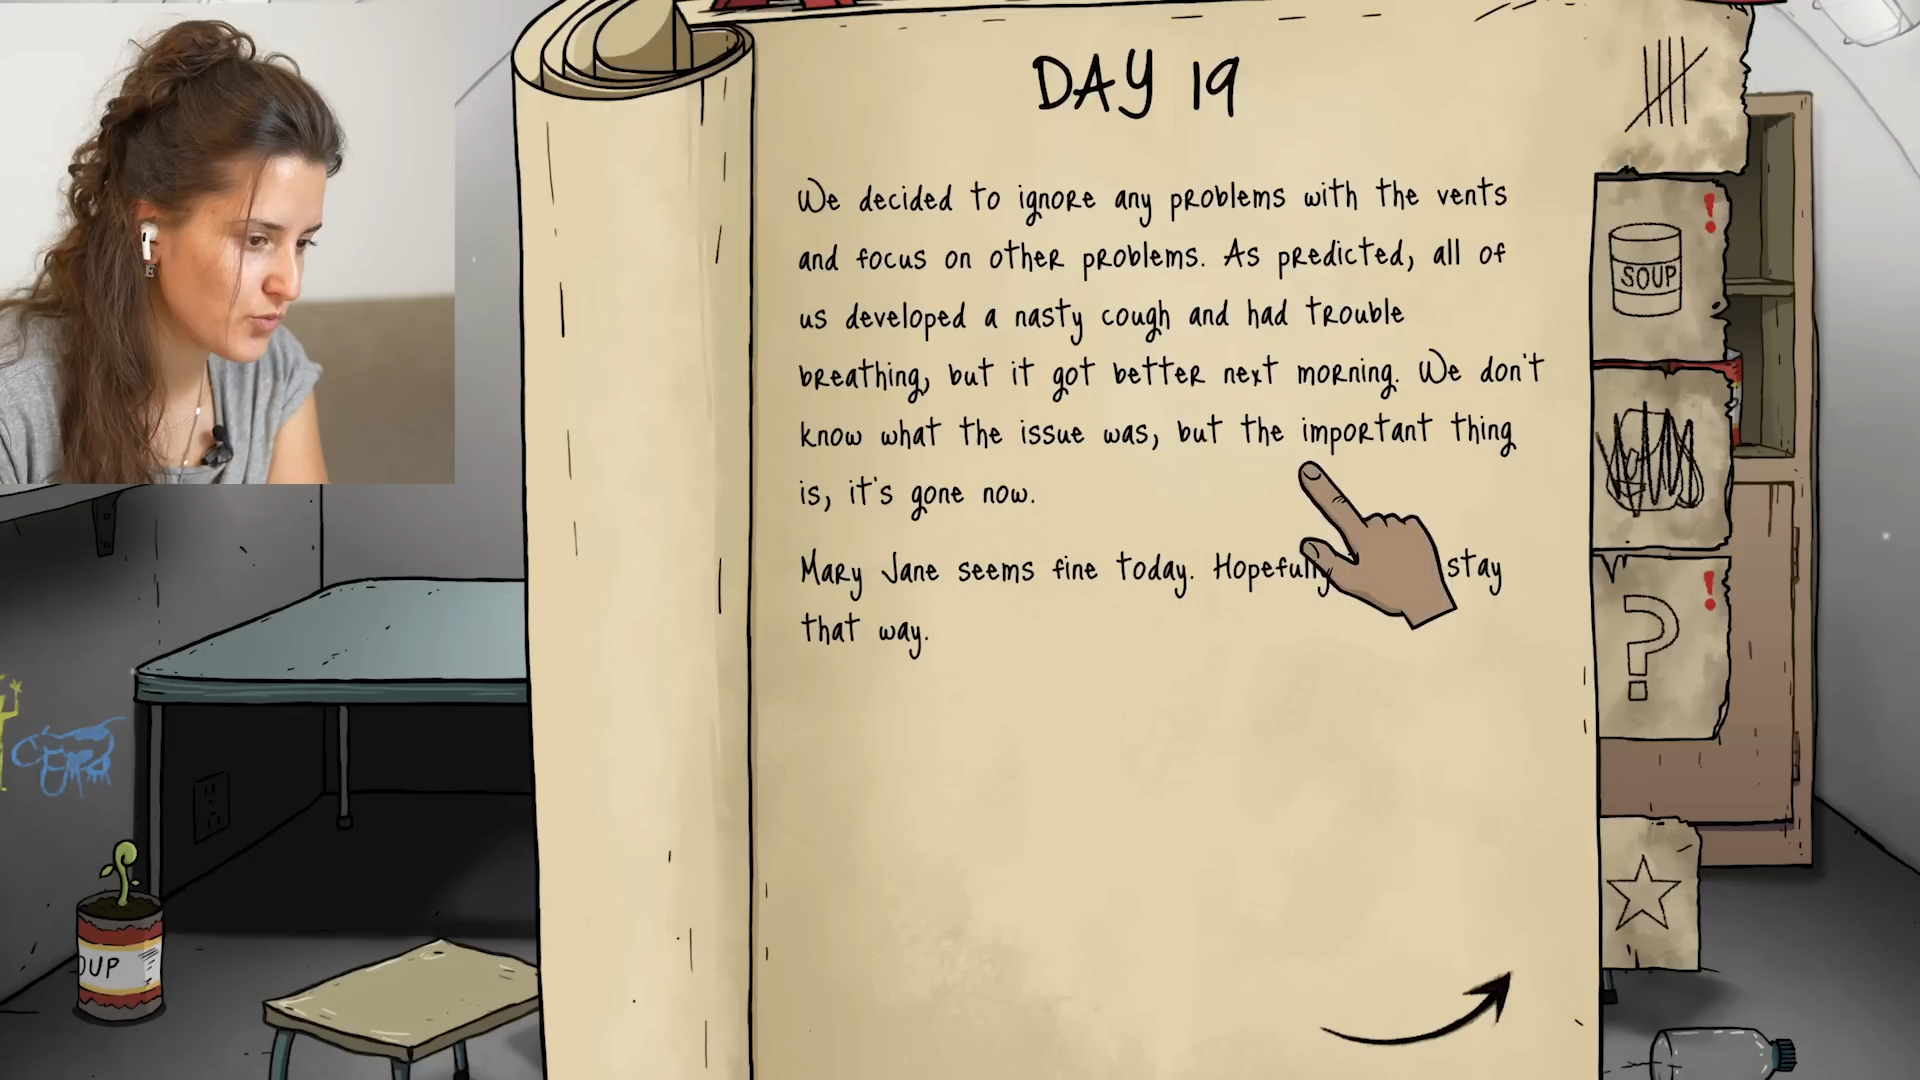 DAY 19
We decided to ignore any problems with the vents
and focus on other problems. As predicted, all of
us developed a nasty cough and had trouble
breathing, but it got better next morning. We don't
know what the issue was, but the important thing
is, it's gone now.
Mary Jane seems fine today. Hopefully stay
that way.
!
SOUP
!
?
OUP
E